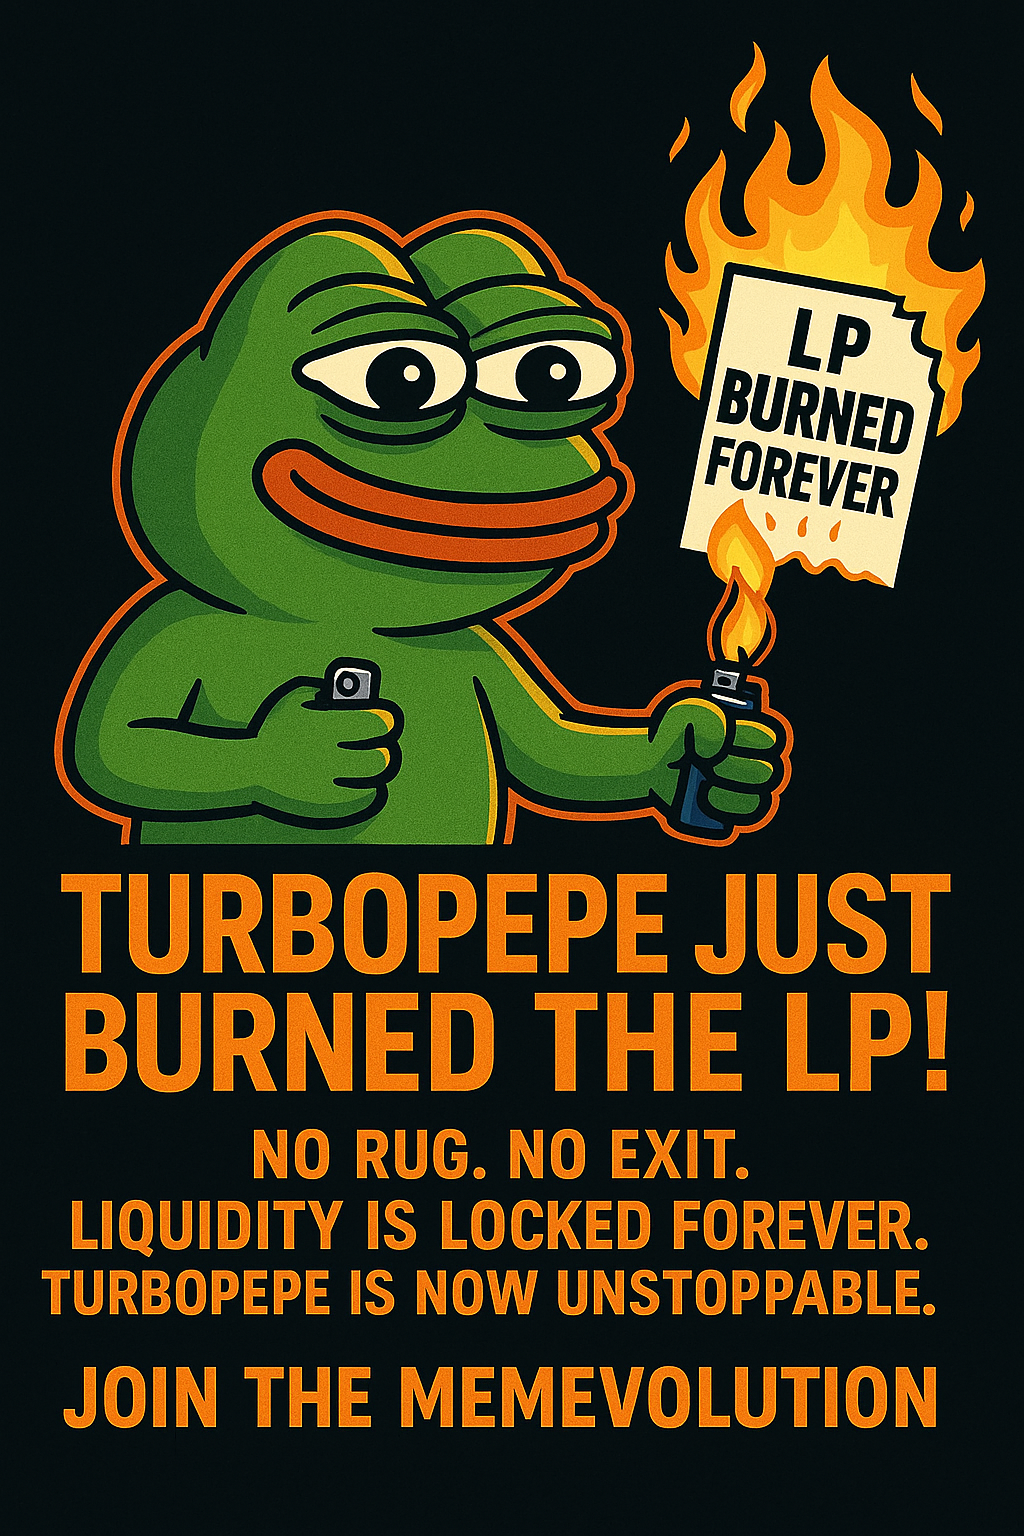 LP
BURNED
FOREVER
TURBOPEPE JUST
BURNED THE LP!
NO RUG. NO EXIT.
LIQUIDITY IS LOCKED FOREVER.
TURBOPEPE IS NOW UNSTOPPABLE.
JOIN THE MEMEVOLUTION